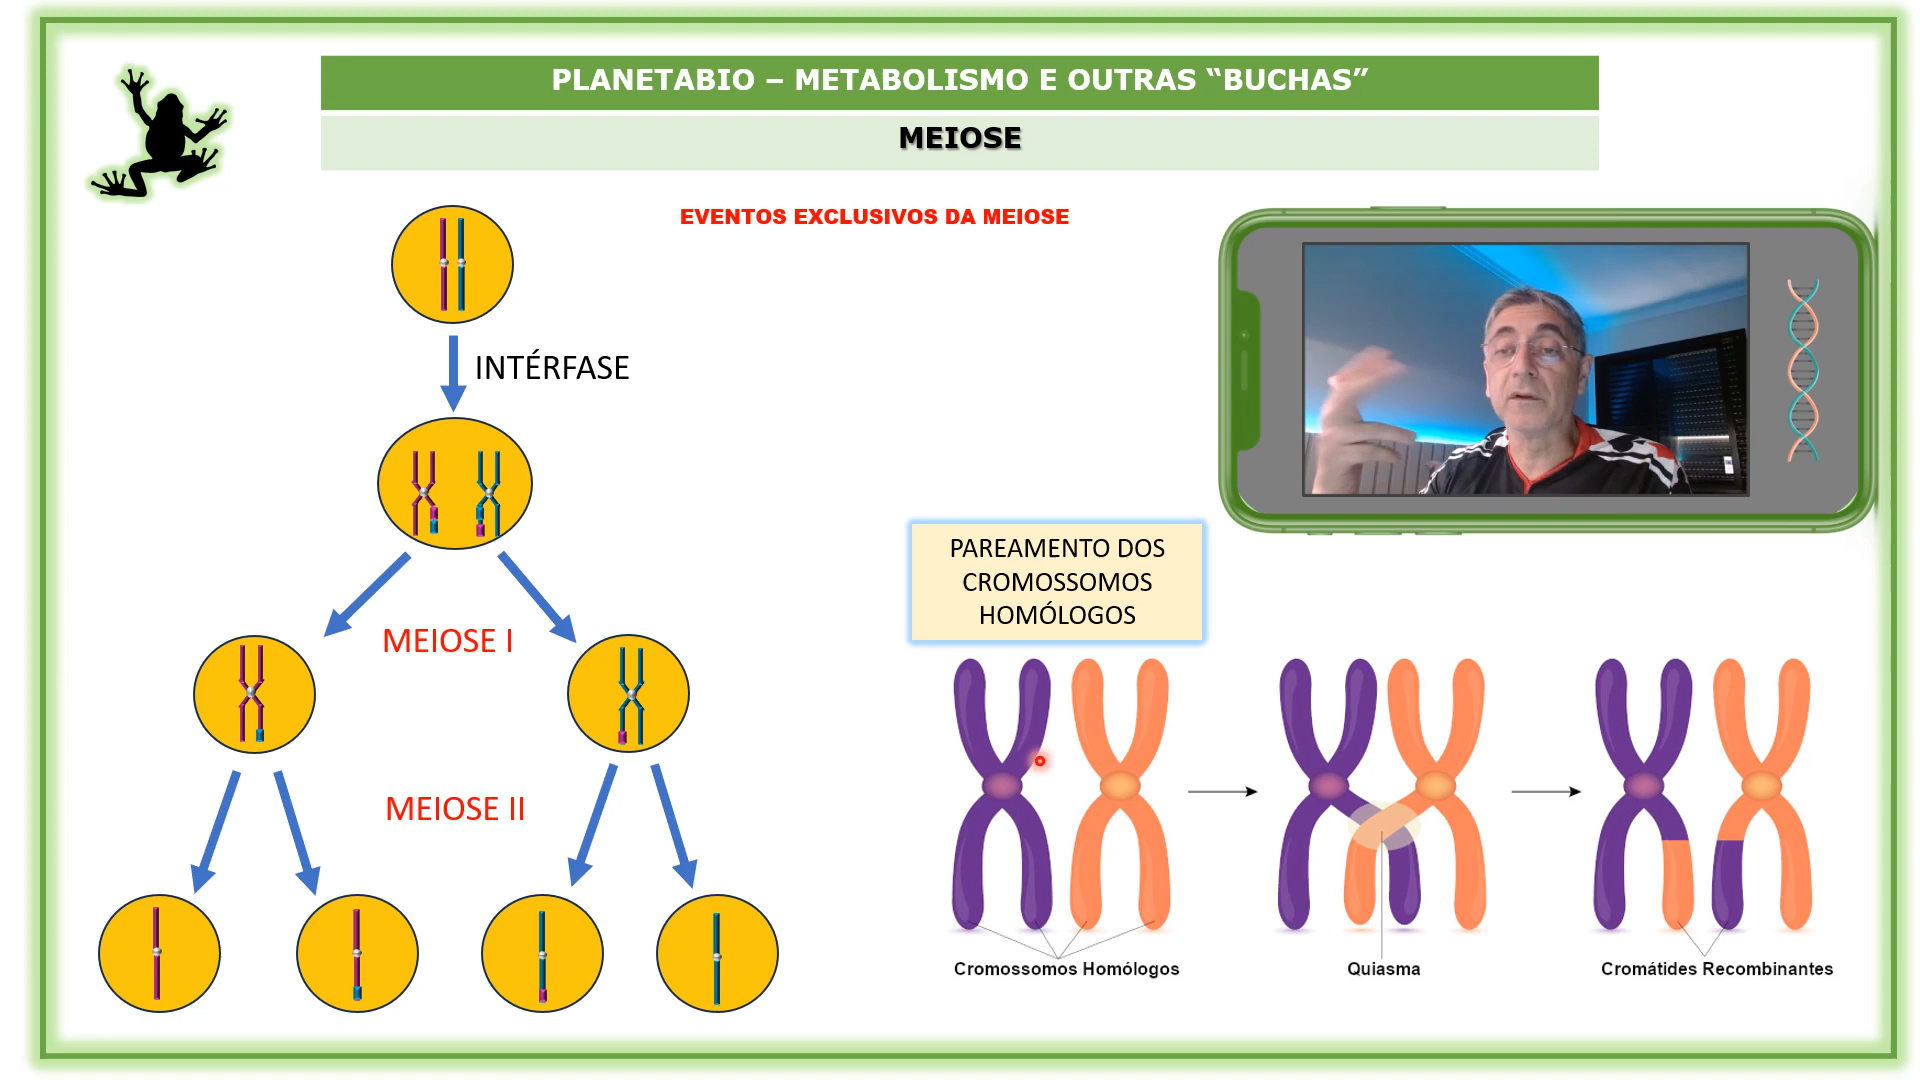 PLANETABIO – METABOLISMO E OUTRAS “BUCHAS”
MEIOSE
EVENTOS EXCLUSIVOS DA MEIOSE
INTÉRFASE
MEIOSE I
MEIOSE II
PAREAMENTO DOS
CROMOSSOMOS
HOMÓLOGOS
Cromossomos Homólogos
Quiasma
Cromátides Recombinantes